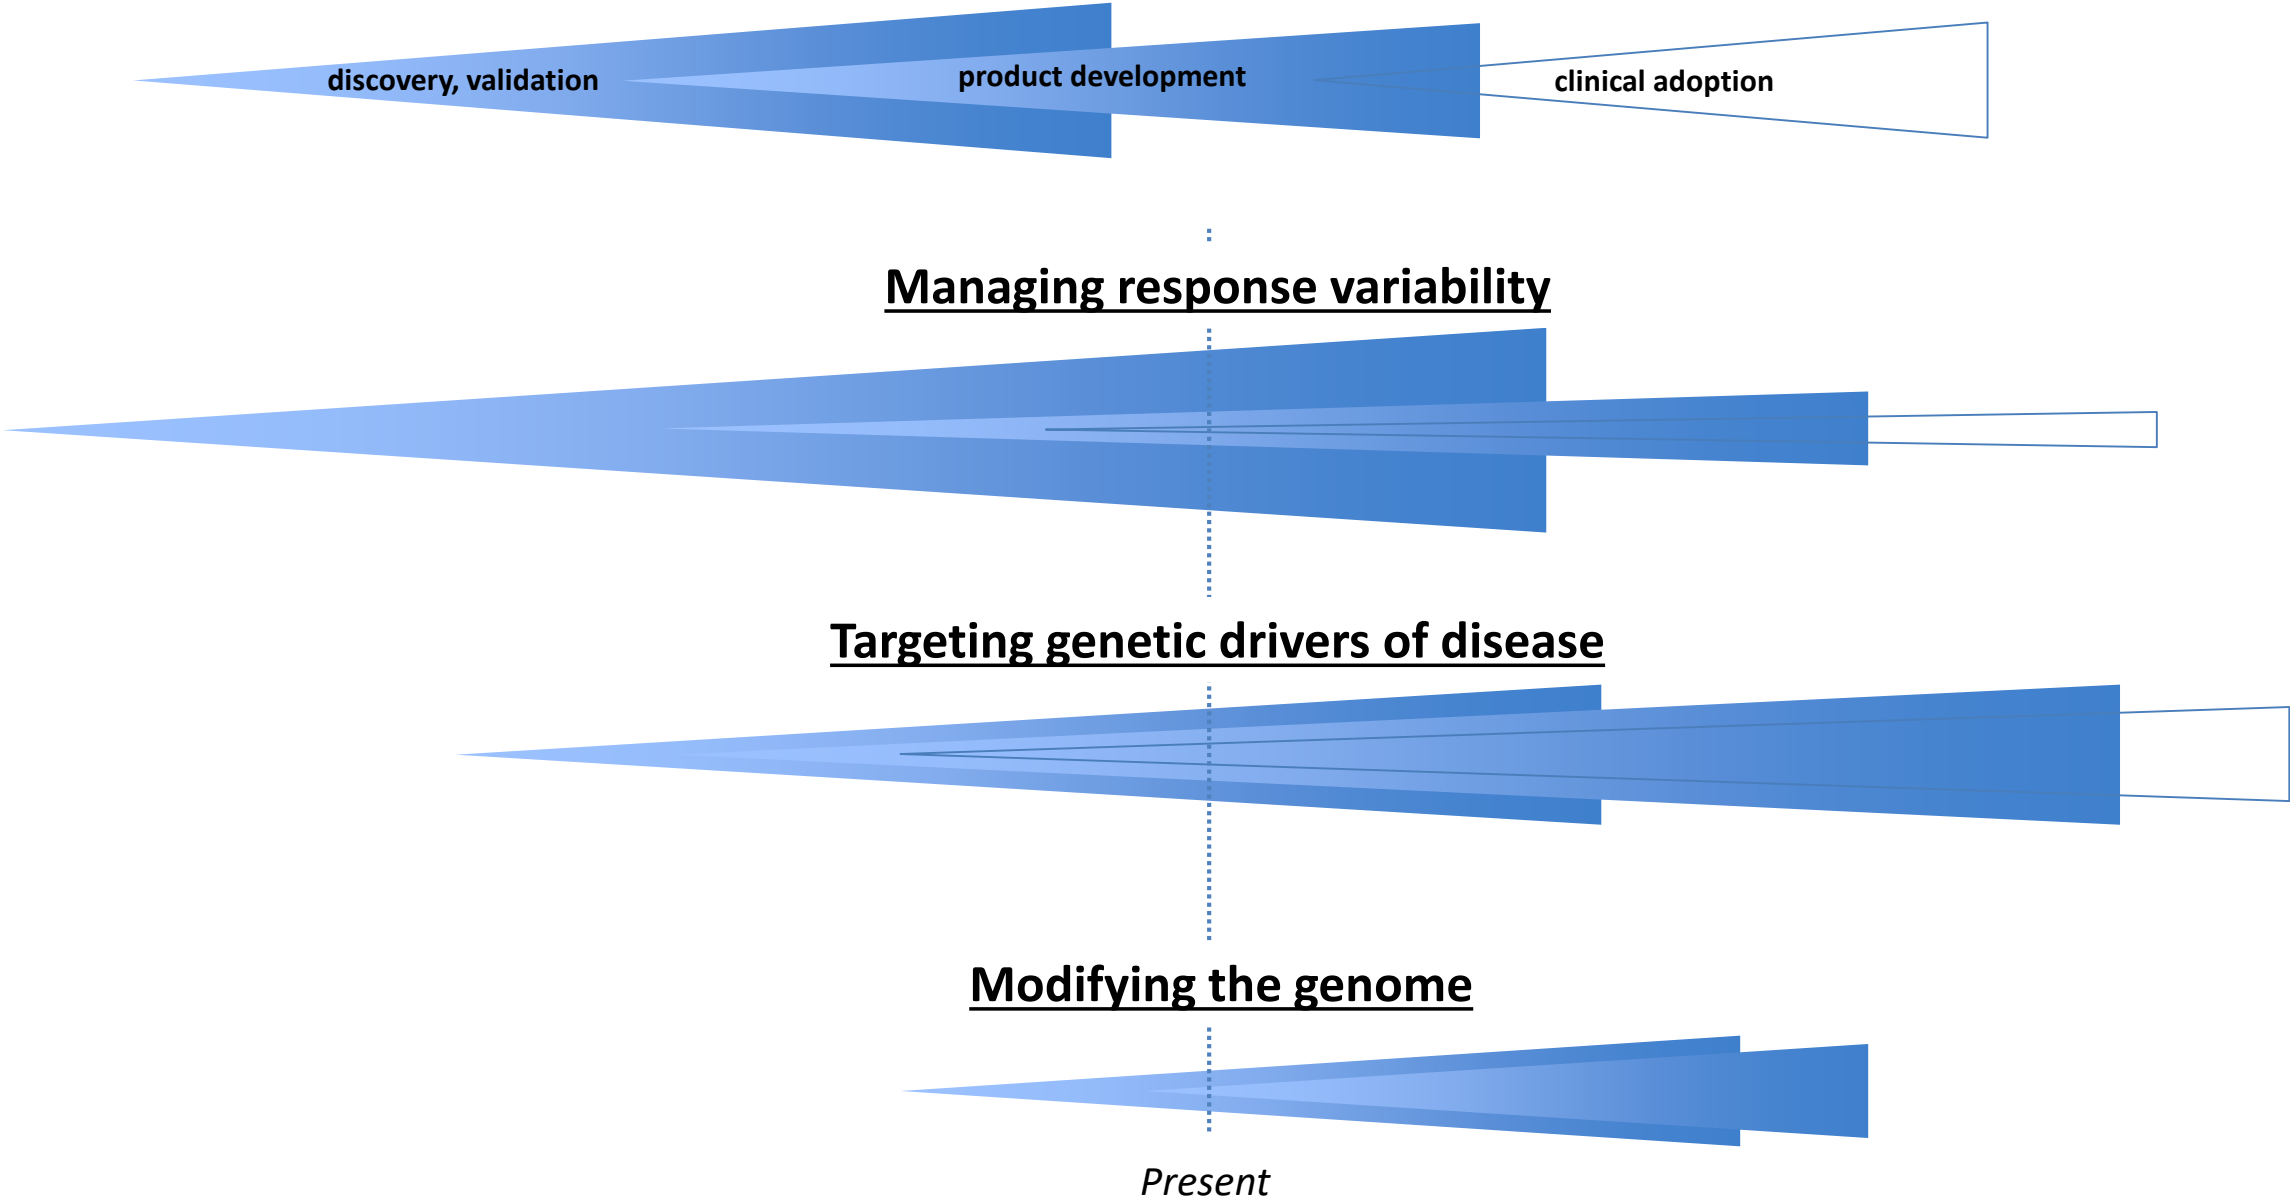 discovery, validation
product development
clinical adoption
Managing response variability
Targeting genetic drivers of disease
Modifying the genome
Present